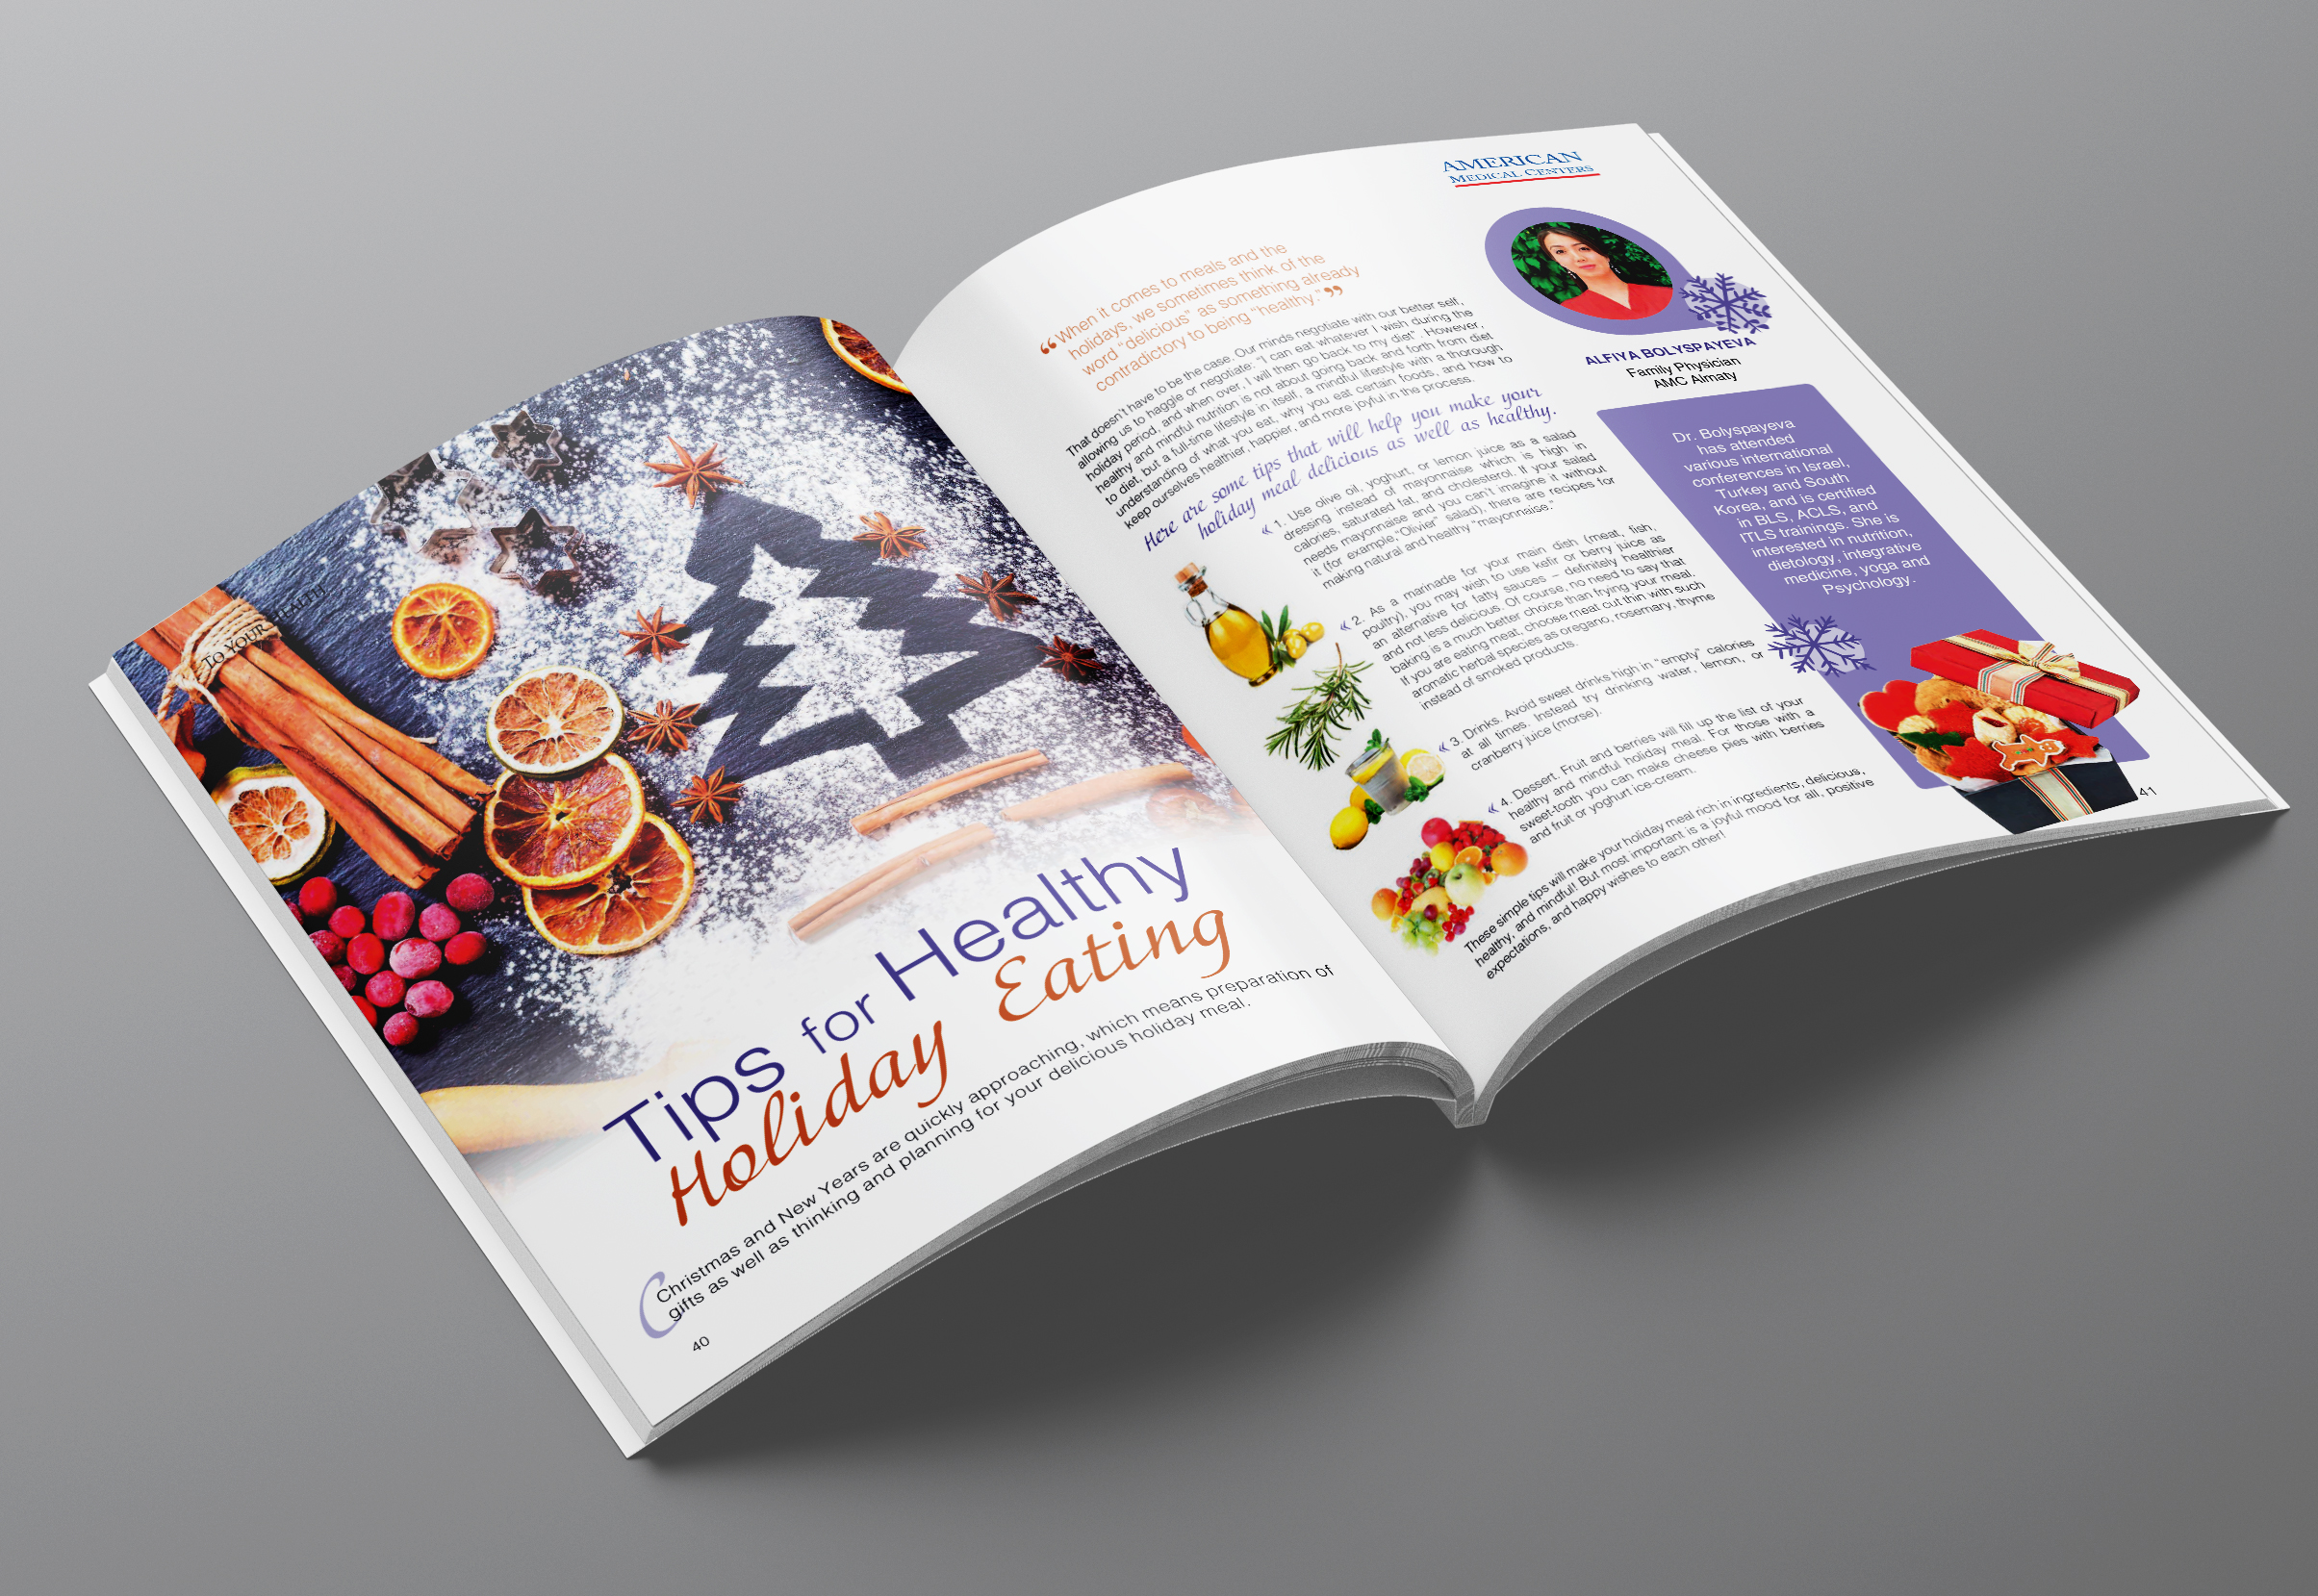 TO YOUR HEALTH
Tips for Healthy
Holiday Eating
Christmas and New Years are quickly approaching, which means preparation of
gifts as well as thinking and planning for your delicious holiday meal.
40
AMERICAN
MEDICAL CENTERS
“When it comes to meals and the
holidays, we sometimes think of the
word “delicious” as something already
contradictory to being “healthy.””
That doesn't have to be the case. Our minds negotiate with our better self,
allowing us to haggle or negotiate: “I can eat whatever I wish during the
holiday period, and when over, I will then go back to my diet”. However,
healthy and mindful nutrition is not about going back and forth from diet
to diet, but a full-time lifestyle in itself, a mindful lifestyle with a thorough
understanding of what you eat, why you eat certain foods, and how to
keep ourselves healthier, happier, and more joyful in the process.
Here are some tips that will help you make your
holiday meal delicious as well as healthy.
« 1. Use olive oil, yoghurt, or lemon juice as a salad
dressing instead of mayonnaise which is high in
calories, saturated fat, and cholesterol. If your salad
needs mayonnaise and you can't imagine it without
it (for example,“Olivier” salad), there are recipes for
making natural and healthy “mayonnaise.”
« 2. As a marinade for your main dish (meat, fish,
poultry), you may wish to use kefir or berry juice as
an alternative for fatty sauces – definitely healthier
and not less delicious. Of course, no need to say that
baking is a much better choice than frying your meal.
If you are eating meat, choose meat cut thin with such
aromatic herbal species as oregano, rosemary, thyme
instead of smoked products.
« 3. Drinks. Avoid sweet drinks high in “empty” calories
at all times. Instead try drinking water, lemon, or
cranberry juice (morse).
« 4. Dessert. Fruit and berries will fill up the list of your
healthy and mindful holiday meal. For those with a
sweet-tooth you can make cheese pies with berries
and fruit or yoghurt ice-cream.
These simple tips will make your holiday meal rich in ingredients, delicious,
healthy, and mindful! But most important is a joyful mood for all, positive
expectations, and happy wishes to each other!
ALFIYA BOLYSPAYEVA
Family Physician
AMC Almaty
Dr. Bolyspayeva
has attended
various international
conferences in Israel,
Turkey and South
Korea, and is certified
in BLS, ACLS, and
ITLS trainings. She is
interested in nutrition,
dietology, integrative
medicine, yoga and
Psychology.
41